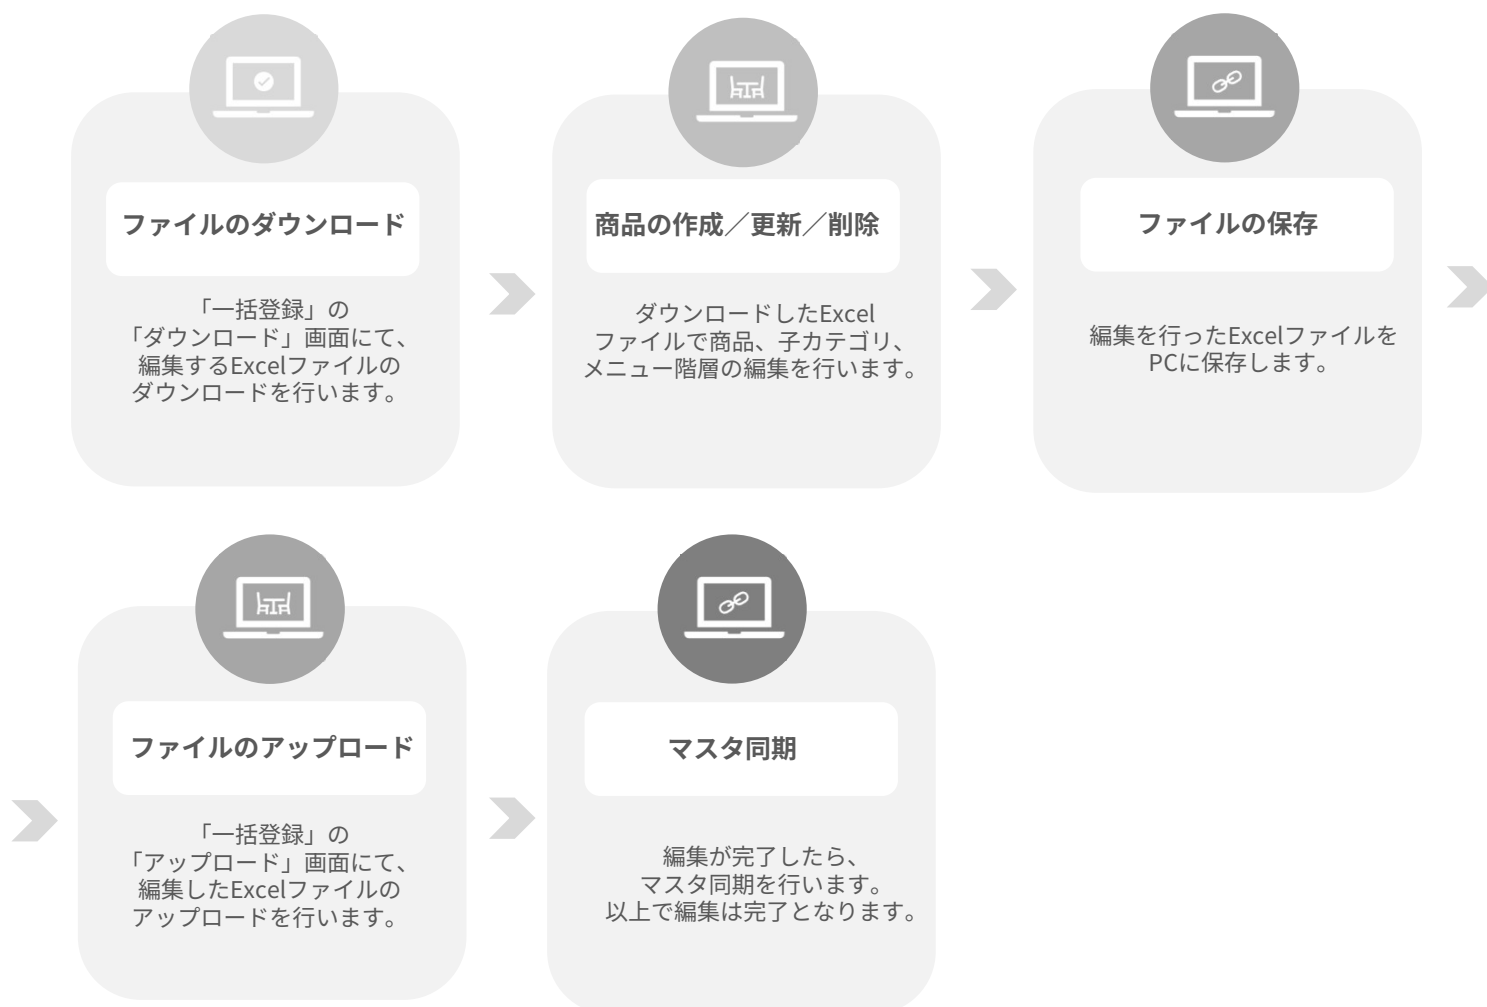 ファイルのダウンロード
「一括登録」の
「ダウンロード」画面にて、
編集するExcelファイルの
ダウンロードを行います。
商品の作成／更新／削除
ダウンロードしたExcel
ファイルで商品、子カテゴリ、
メニュー階層の編集を行います。
ファイルの保存
編集を行ったExcelファイルを
PCに保存します。
ファイルのアップロード
「一括登録」の
「アップロード」画面にて、
編集したExcelファイルの
アップロードを行います。
マスタ同期
編集が完了したら、
マスタ同期を行います。
以上で編集は完了となります。